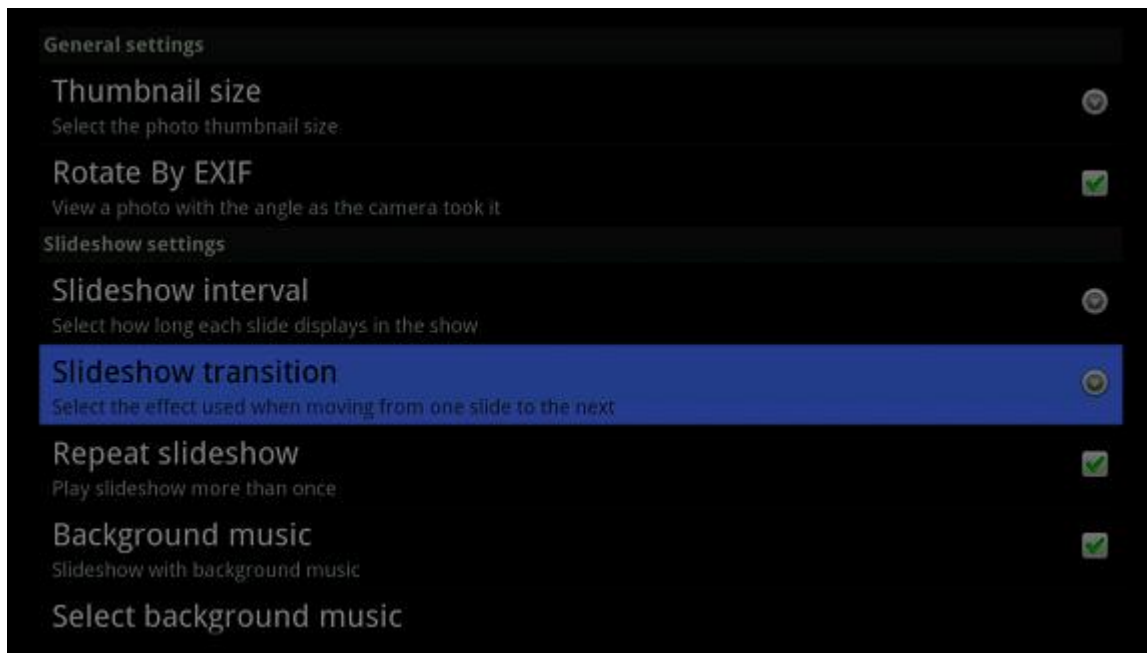 General settings
Thumbnail size
Select the photo thumbnail size
Rotate By EXIF
View a photo with the angle as the camera took it
Slideshow settings
Slideshow interval
Select how long each slide displays in the show
Slideshow transition
Select the effect used when moving from one slide to the next
Repeat slideshow
Play slideshow more than once
Background music
Slideshow with background music
Select background music